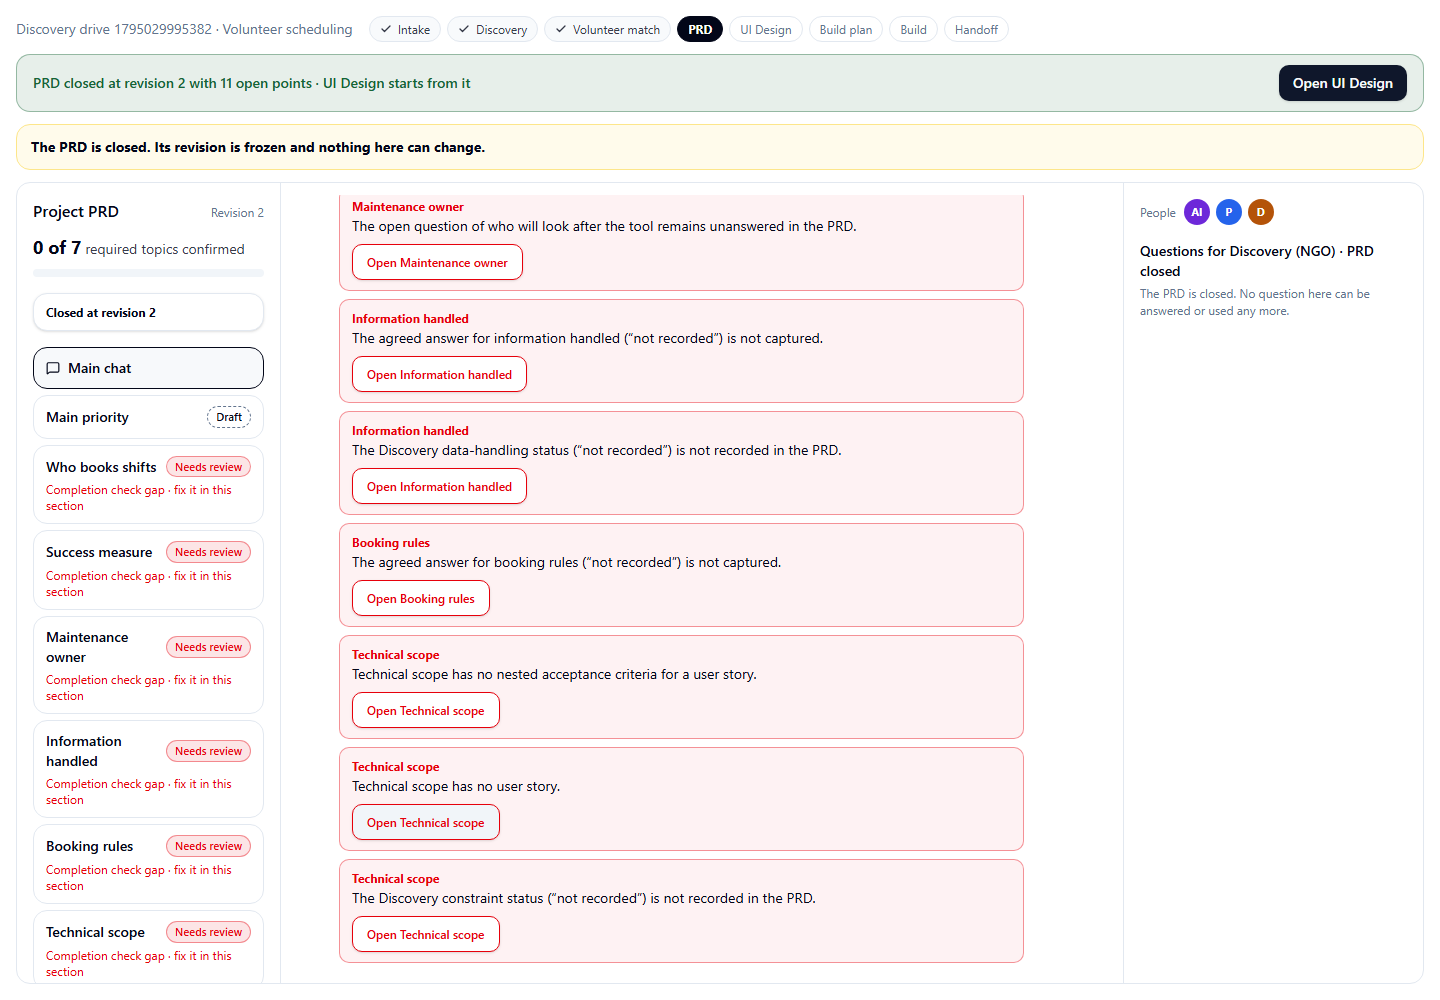 Discovery drive 1795029995382 · Volunteer scheduling
Intake
Discovery
Volunteer match
PRD
UI Design
Build plan
Build
Handoff
PRD closed at revision 2 with 11 open points · UI Design starts from it
Open UI Design
The PRD is closed. Its revision is frozen and nothing here can change.
Project PRD
Revision 2
0 of 7 required topics confirmed
Closed at revision 2
Main chat
Main priority
Draft
Who books shifts
Needs review
Completion check gap · fix it in this
section
Success measure
Needs review
Completion check gap · fix it in this
section
Maintenance
owner
Needs review
Completion check gap · fix it in this
section
Information
handled
Needs review
Completion check gap · fix it in this
section
Booking rules
Needs review
Completion check gap · fix it in this
section
Technical scope
Needs review
Completion check gap · fix it in this
section
Maintenance owner
The open question of who will look after the tool remains unanswered in the PRD.
Open Maintenance owner
Information handled
The agreed answer for information handled (“not recorded”) is not captured.
Open Information handled
Information handled
The Discovery data-handling status (“not recorded”) is not recorded in the PRD.
Open Information handled
Booking rules
The agreed answer for booking rules (“not recorded”) is not captured.
Open Booking rules
Technical scope
Technical scope has no nested acceptance criteria for a user story.
Open Technical scope
Technical scope
Technical scope has no user story.
Open Technical scope
Technical scope
The Discovery constraint status (“not recorded”) is not recorded in the PRD.
Open Technical scope
People
AI
P
D
Questions for Discovery (NGO) · PRD
closed
The PRD is closed. No question here can be
answered or used any more.